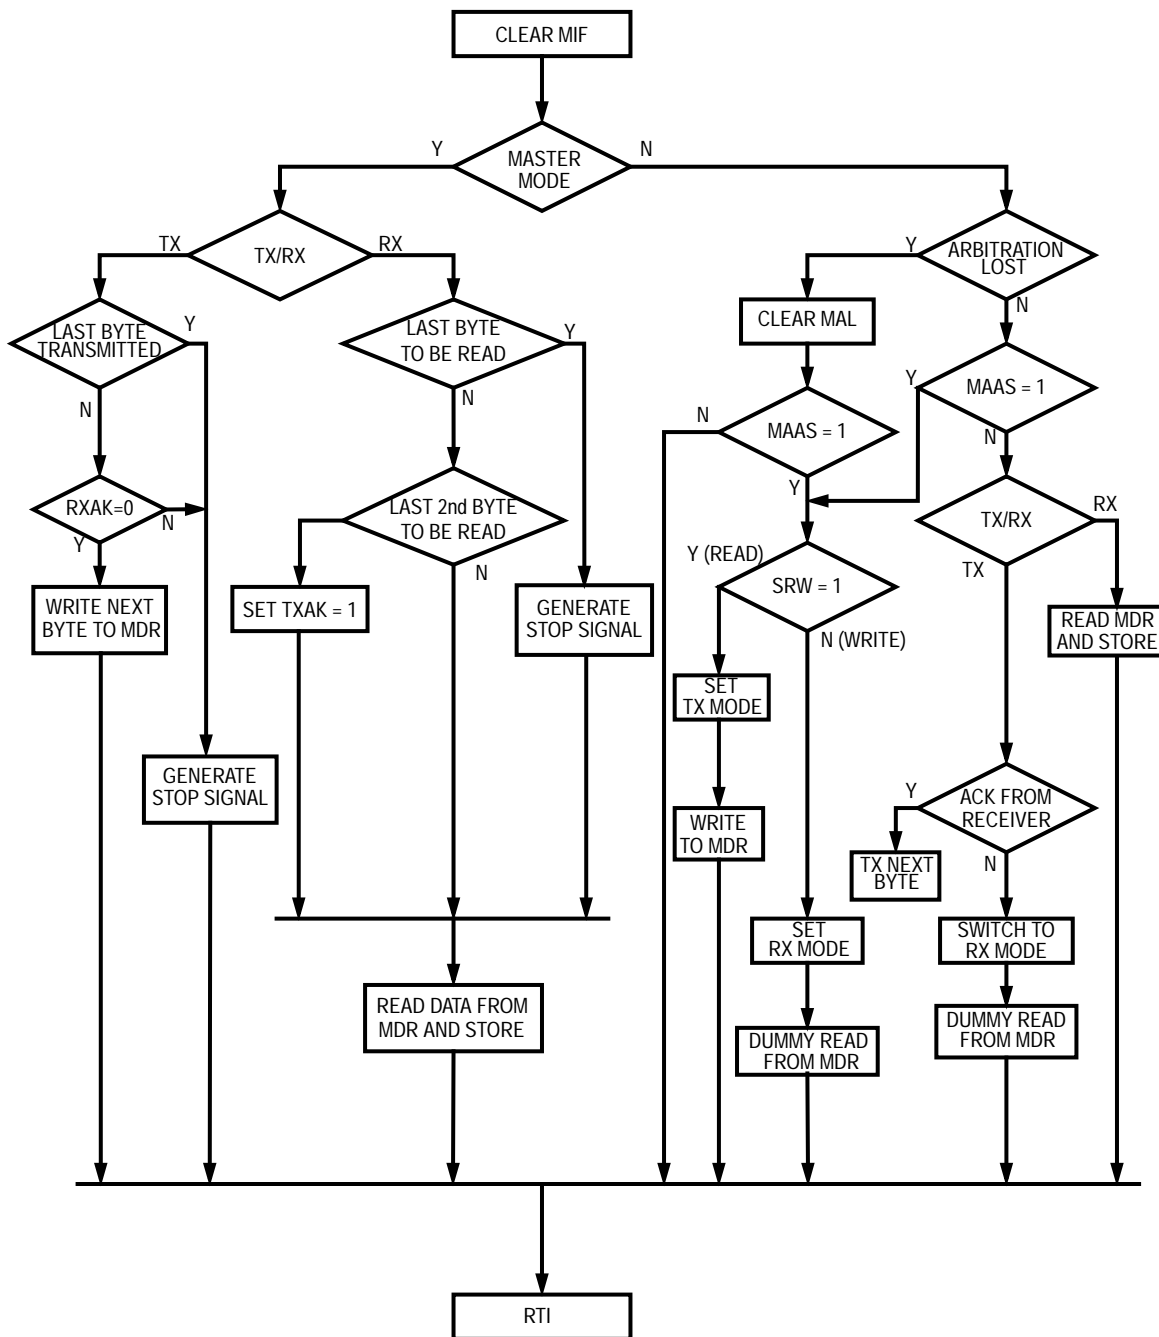 CLEAR MIF
Y
MASTER
MODE
N
TX
TX/RX
RX
Y
ARBITRATION
LOST
N
LAST BYTE
TRANSMITTED
Y
N
LAST BYTE
TO BE READ
Y
N
CLEAR MAL
Y
MAAS = 1
N
N
MAAS = 1
Y
RXAK=0
N
Y
LAST 2nd BYTE
TO BE READ
N
TX/RX
RX
TX
Y (READ)
SRW = 1
N (WRITE)
WRITE NEXT
BYTE TO MDR
SET TXAK = 1
GENERATE
STOP SIGNAL
READ MDR
AND STORE
SET
TX MODE
GENERATE
STOP SIGNAL
WRITE
TO MDR
Y
ACK FROM
RECEIVER
N
TX NEXT
BYTE
SET
RX MODE
SWITCH TO
RX MODE
READ DATA FROM
MDR AND STORE
DUMMY READ
FROM MDR
DUMMY READ
FROM MDR
RTI